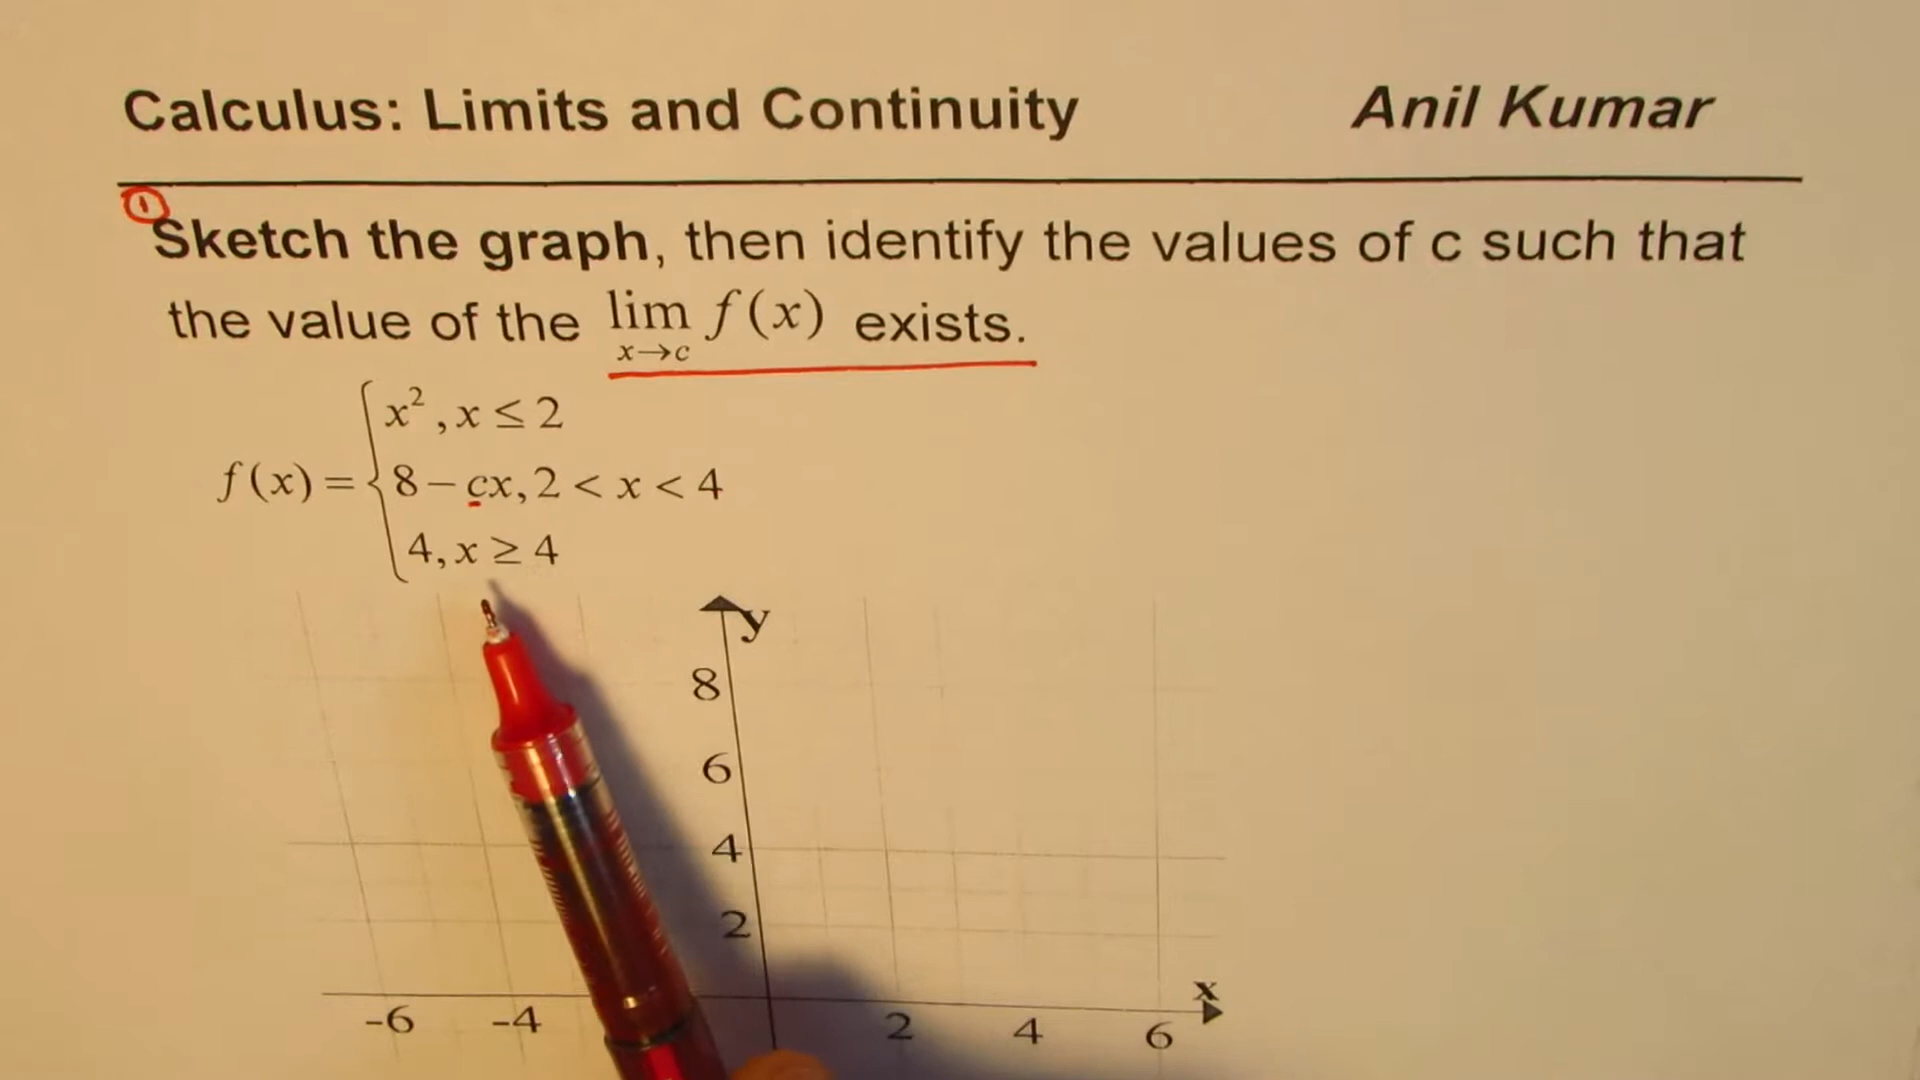 Calculus: Limits and Continuity Anil Kumar
① Sketch the graph, then identify the values of c such that
the value of the lim f(x) exists.
x→c
x², x ≤ 2
f(x) = { 8 − cx, 2 < x < 4
4, x ≥ 4
y
8
6
4
2
x
-6 -4 2 4 6